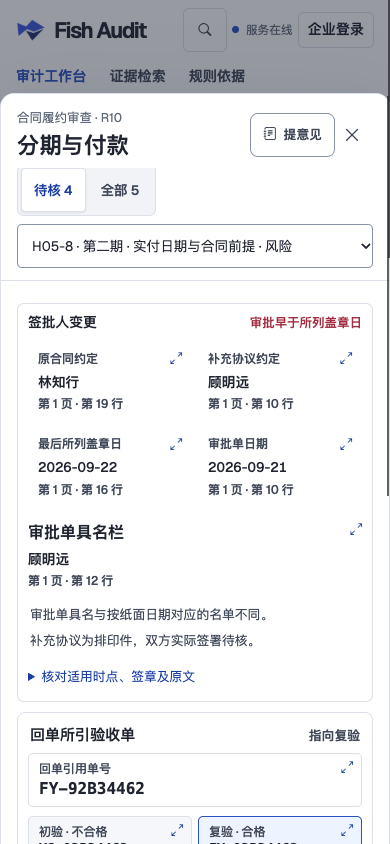 Fish Audit
服务在线
企业登录
审计工作台 证据检索 规则依据
合同履约审查 · R10
分期与付款
提意见
待核 4 全部 5
H05-8 · 第二期 · 实付日期与合同前提 · 风险
签批人变更 审批早于所列盖章日
原合同约定 补充协议约定
林知行 顾明远
第 1 页 · 第 19 行 第 1 页 · 第 10 行
最后所列盖章日 审批单日期
2026-09-22 2026-09-21
第 1 页 · 第 16 行 第 1 页 · 第 10 行
审批单具名栏
顾明远
第 1 页 · 第 12 行
审批单具名与按纸面日期对应的名单不同。
补充协议为排印件，双方实际签署待核。
核对适用时点、签章及原文
回单所引验收单 指向复验
回单引用单号
FY-92B34462
初验 · 不合格 复验 · 合格